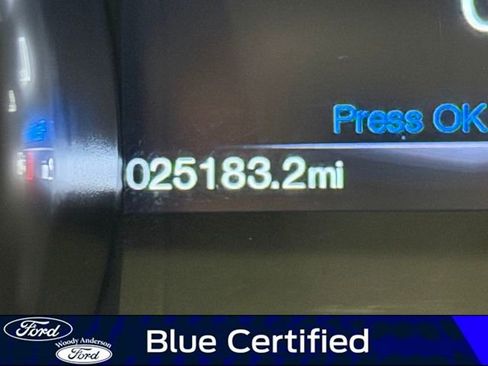 Press OK
025183.2mi
Ford
Woody Anderson
Ford
Blue Certified